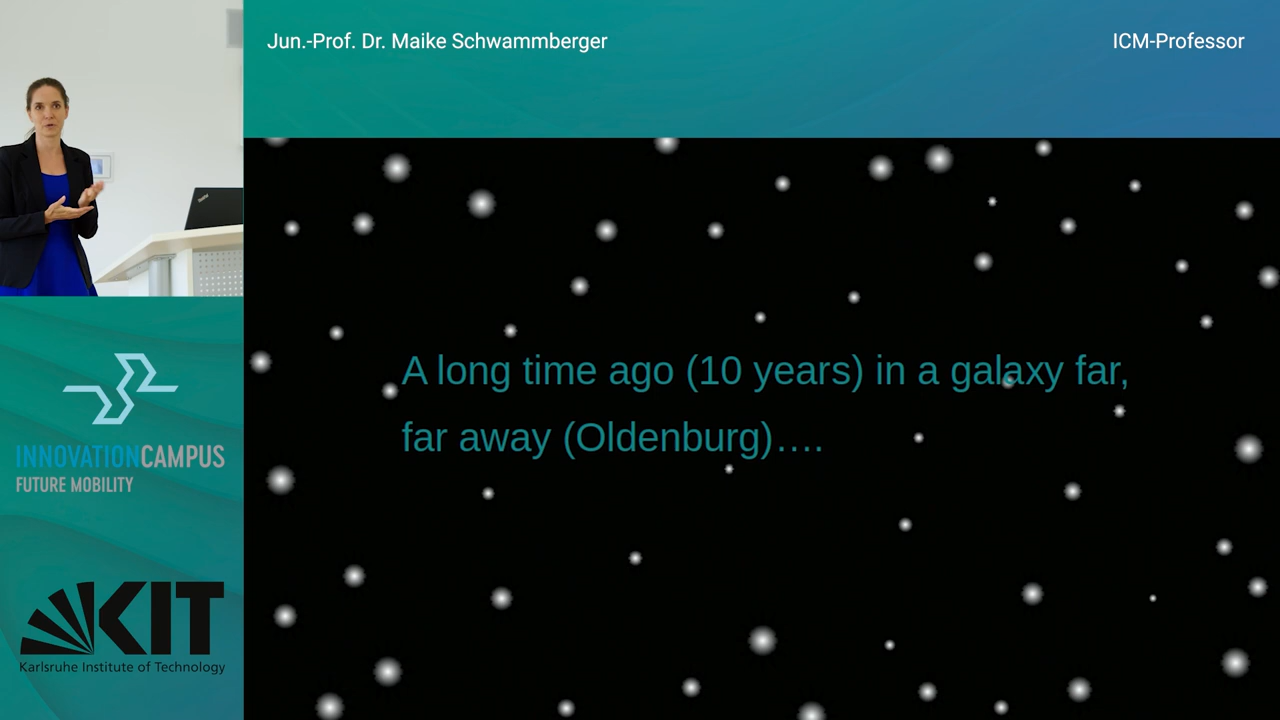 Jun.-Prof. Dr. Maike Schwammberger
ICM-Professor
A long time ago (10 years) in a galaxy far,
far away (Oldenburg)….
INNOVATIONCAMPUS
FUTURE MOBILITY
KIT
Karlsruhe Institute of Technology